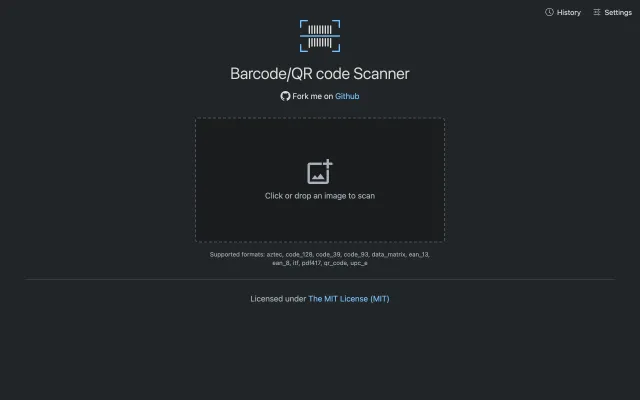 History
Settings
Barcode/QR code Scanner
Fork me on Github
Click or drop an image to scan
Supported formats: aztec, code_128, code_39, code_93, data_matrix, ean_13,
ean_8, itf, pdf417, qr_code, upc_e
Licensed under The MIT License (MIT)